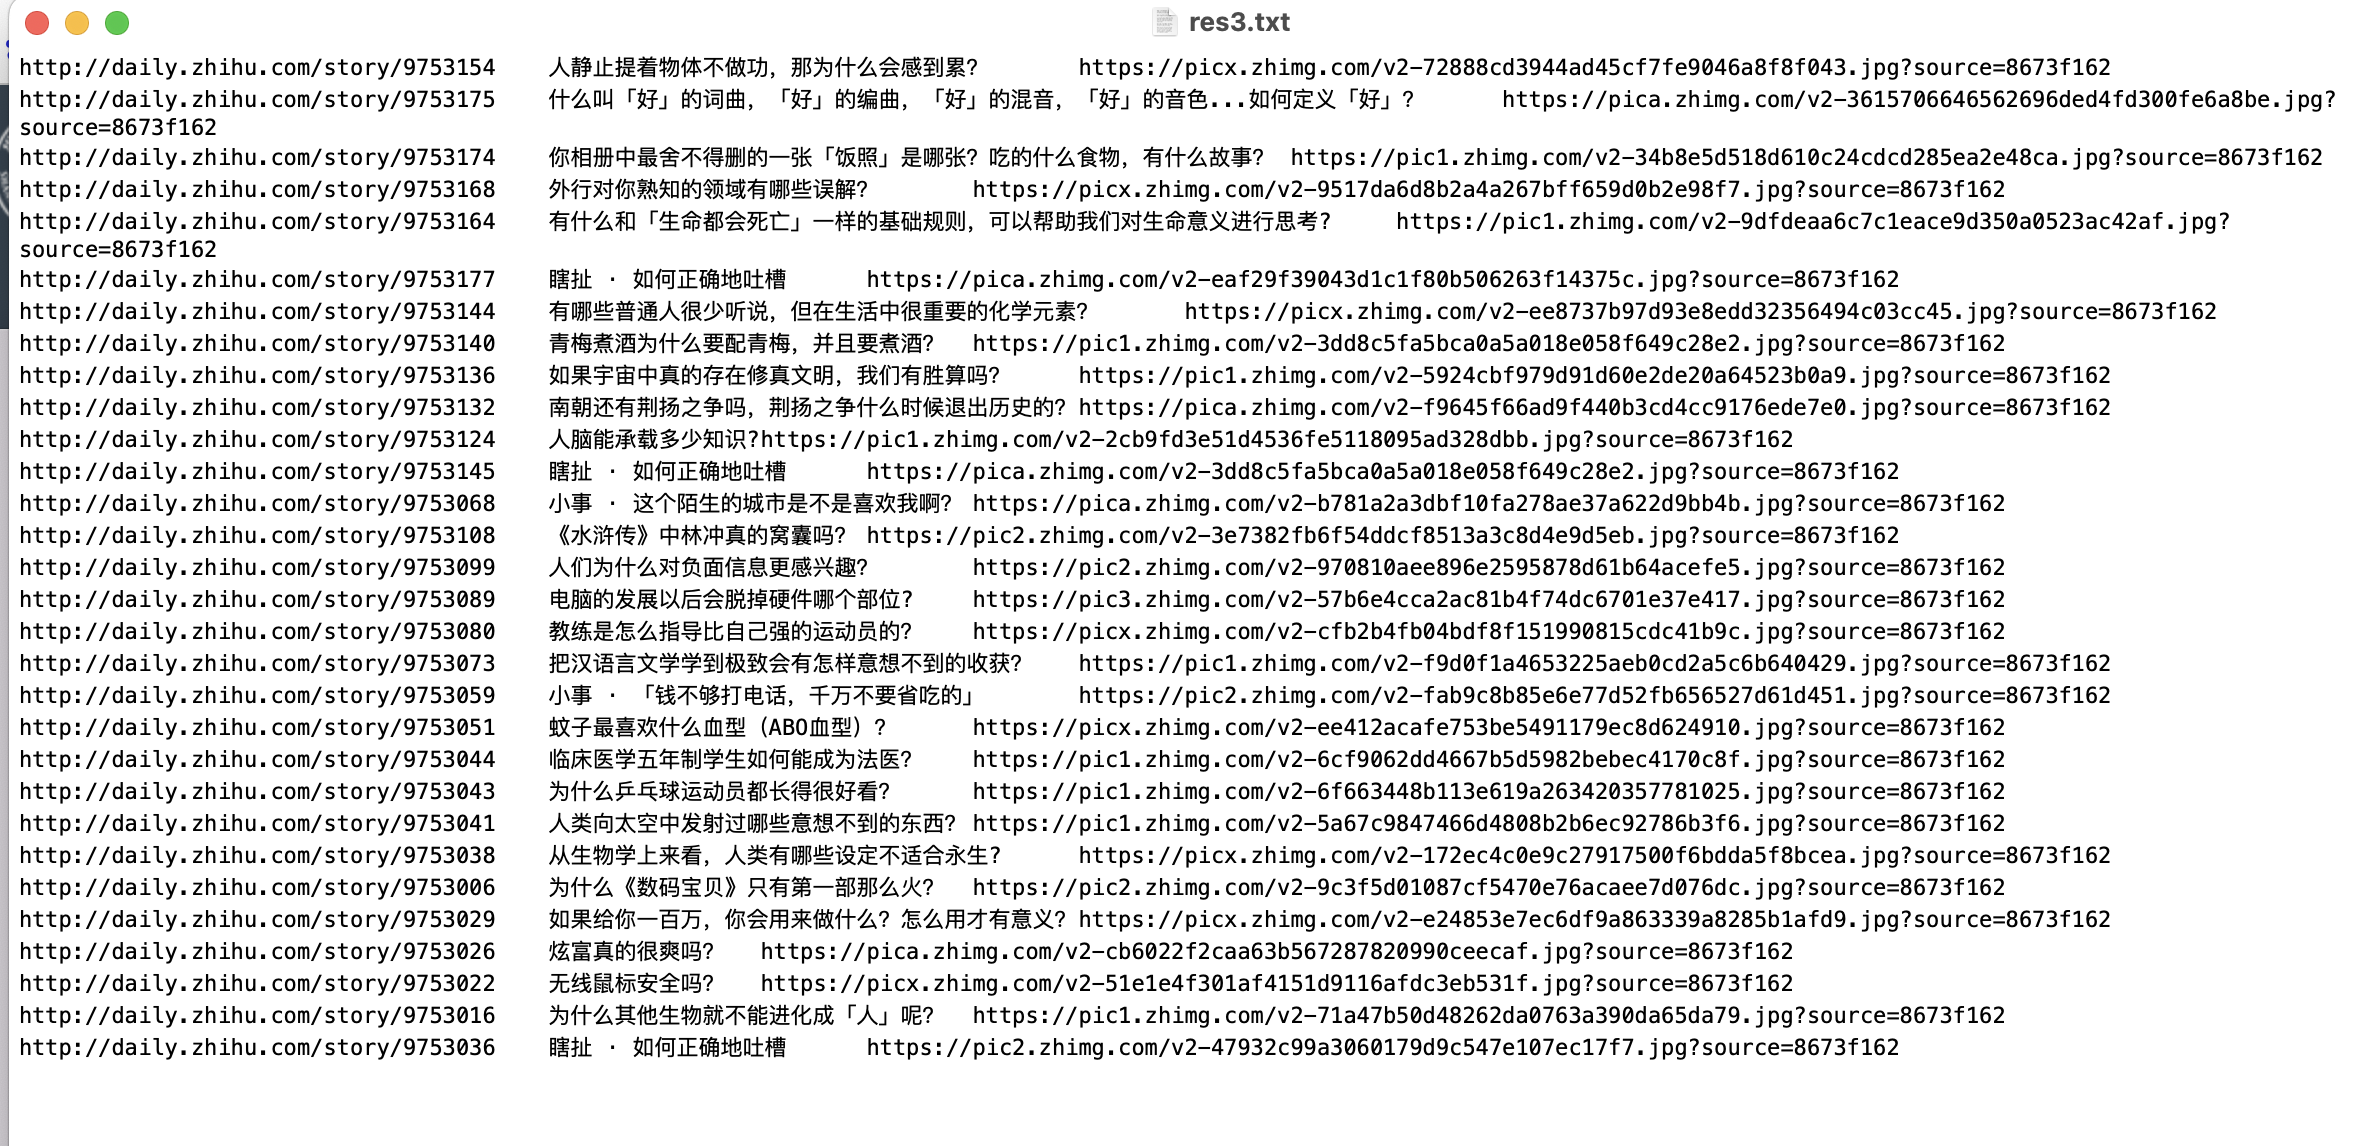 res3.txt
http://daily.zhihu.com/story/9753154	人静止提着物体不做功，那为什么会感到累？	https://picx.zhimg.com/v2-72888cd3944ad45cf7fe9046a8f8f043.jpg?source=8673f162
http://daily.zhihu.com/story/9753175	什么叫「好」的词曲，「好」的编曲，「好」的混音，「好」的音色...如何定义「好」?	https://pica.zhimg.com/v2-3615706646562696ded4fd300fe6a8be.jpg?
source=8673f162
http://daily.zhihu.com/story/9753174	你相册中最舍不得删的一张「饭照」是哪张？吃的什么食物，有什么故事？	https://pic1.zhimg.com/v2-34b8e5d518d610c24cdcd285ea2e48ca.jpg?source=8673f162
http://daily.zhihu.com/story/9753168	外行对你熟知的领域有哪些误解？	https://picx.zhimg.com/v2-9517da6d8b2a4a267bff659d0b2e98f7.jpg?source=8673f162
http://daily.zhihu.com/story/9753164	有什么和「生命都会死亡」一样的基础规则，可以帮助我们对生命意义进行思考？	https://pic1.zhimg.com/v2-9dfdeaa6c7c1eace9d350a0523ac42af.jpg?
source=8673f162
http://daily.zhihu.com/story/9753177	瞎扯 · 如何正确地吐槽	https://pica.zhimg.com/v2-eaf29f39043d1c1f80b506263f14375c.jpg?source=8673f162
http://daily.zhihu.com/story/9753144	有哪些普通人很少听说，但在生活中很重要的化学元素？	https://picx.zhimg.com/v2-ee8737b97d93e8edd32356494c03cc45.jpg?source=8673f162
http://daily.zhihu.com/story/9753140	青梅煮酒为什么要配青梅，并且要煮酒？	https://pic1.zhimg.com/v2-3dd8c5fa5bca0a5a018e058f649c28e2.jpg?source=8673f162
http://daily.zhihu.com/story/9753136	如果宇宙中真的存在修真文明，我们有胜算吗？	https://pic1.zhimg.com/v2-5924cbf979d91d60e2de20a64523b0a9.jpg?source=8673f162
http://daily.zhihu.com/story/9753132	南朝还有荆扬之争吗，荆扬之争什么时候退出历史的？	https://pica.zhimg.com/v2-f9645f66ad9f440b3cd4cc9176ede7e0.jpg?source=8673f162
http://daily.zhihu.com/story/9753124	人脑能承载多少知识?https://pic1.zhimg.com/v2-2cb9fd3e51d4536fe5118095ad328dbb.jpg?source=8673f162
http://daily.zhihu.com/story/9753145	瞎扯 · 如何正确地吐槽	https://pica.zhimg.com/v2-3dd8c5fa5bca0a5a018e058f649c28e2.jpg?source=8673f162
http://daily.zhihu.com/story/9753068	小事 · 这个陌生的城市是不是喜欢我啊？	https://pica.zhimg.com/v2-b781a2a3dbf10fa278ae37a622d9bb4b.jpg?source=8673f162
http://daily.zhihu.com/story/9753108	《水浒传》中林冲真的窝囊吗？	https://pic2.zhimg.com/v2-3e7382fb6f54ddcf8513a3c8d4e9d5eb.jpg?source=8673f162
http://daily.zhihu.com/story/9753099	人们为什么对负面信息更感兴趣？	https://pic2.zhimg.com/v2-970810aee896e2595878d61b64acefe5.jpg?source=8673f162
http://daily.zhihu.com/story/9753089	电脑的发展以后会脱掉硬件哪个部位？	https://pic3.zhimg.com/v2-57b6e4cca2ac81b4f74dc6701e37e417.jpg?source=8673f162
http://daily.zhihu.com/story/9753080	教练是怎么指导比自己强的运动员的？	https://picx.zhimg.com/v2-cfb2b4fb04bdf8f151990815cdc41b9c.jpg?source=8673f162
http://daily.zhihu.com/story/9753073	把汉语言文学学到极致会有怎样意想不到的收获？	https://pic1.zhimg.com/v2-f9d0f1a4653225aeb0cd2a5c6b640429.jpg?source=8673f162
http://daily.zhihu.com/story/9753059	小事 · 「钱不够打电话，千万不要省吃的」	https://pic2.zhimg.com/v2-fab9c8b85e6e77d52fb656527d61d451.jpg?source=8673f162
http://daily.zhihu.com/story/9753051	蚊子最喜欢什么血型（ABO血型）?	https://picx.zhimg.com/v2-ee412acafe753be5491179ec8d624910.jpg?source=8673f162
http://daily.zhihu.com/story/9753044	临床医学五年制学生如何能成为法医？	https://pic1.zhimg.com/v2-6cf9062dd4667b5d5982bebec4170c8f.jpg?source=8673f162
http://daily.zhihu.com/story/9753043	为什么乒乓球运动员都长得很好看？	https://pic1.zhimg.com/v2-6f663448b113e619a263420357781025.jpg?source=8673f162
http://daily.zhihu.com/story/9753041	人类向太空中发射过哪些意想不到的东西？	https://pic1.zhimg.com/v2-5a67c9847466d4808b2b6ec92786b3f6.jpg?source=8673f162
http://daily.zhihu.com/story/9753038	从生物学上来看，人类有哪些设定不适合永生？	https://picx.zhimg.com/v2-172ec4c0e9c27917500f6bdda5f8bcea.jpg?source=8673f162
http://daily.zhihu.com/story/9753006	为什么《数码宝贝》只有第一部那么火？	https://pic2.zhimg.com/v2-9c3f5d01087cf5470e76acaee7d076dc.jpg?source=8673f162
http://daily.zhihu.com/story/9753029	如果给你一百万，你会用来做什么？怎么用才有意义？	https://picx.zhimg.com/v2-e24853e7ec6df9a863339a8285b1afd9.jpg?source=8673f162
http://daily.zhihu.com/story/9753026	炫富真的很爽吗？	https://pica.zhimg.com/v2-cb6022f2caa63b567287820990ceecaf.jpg?source=8673f162
http://daily.zhihu.com/story/9753022	无线鼠标安全吗？	https://picx.zhimg.com/v2-51e1e4f301af4151d9116afdc3eb531f.jpg?source=8673f162
http://daily.zhihu.com/story/9753016	为什么其他生物就不能进化成「人」呢？	https://pic1.zhimg.com/v2-71a47b50d48262da0763a390da65da79.jpg?source=8673f162
http://daily.zhihu.com/story/9753036	瞎扯 · 如何正确地吐槽	https://pic2.zhimg.com/v2-47932c99a3060179d9c547e107ec17f7.jpg?source=8673f162